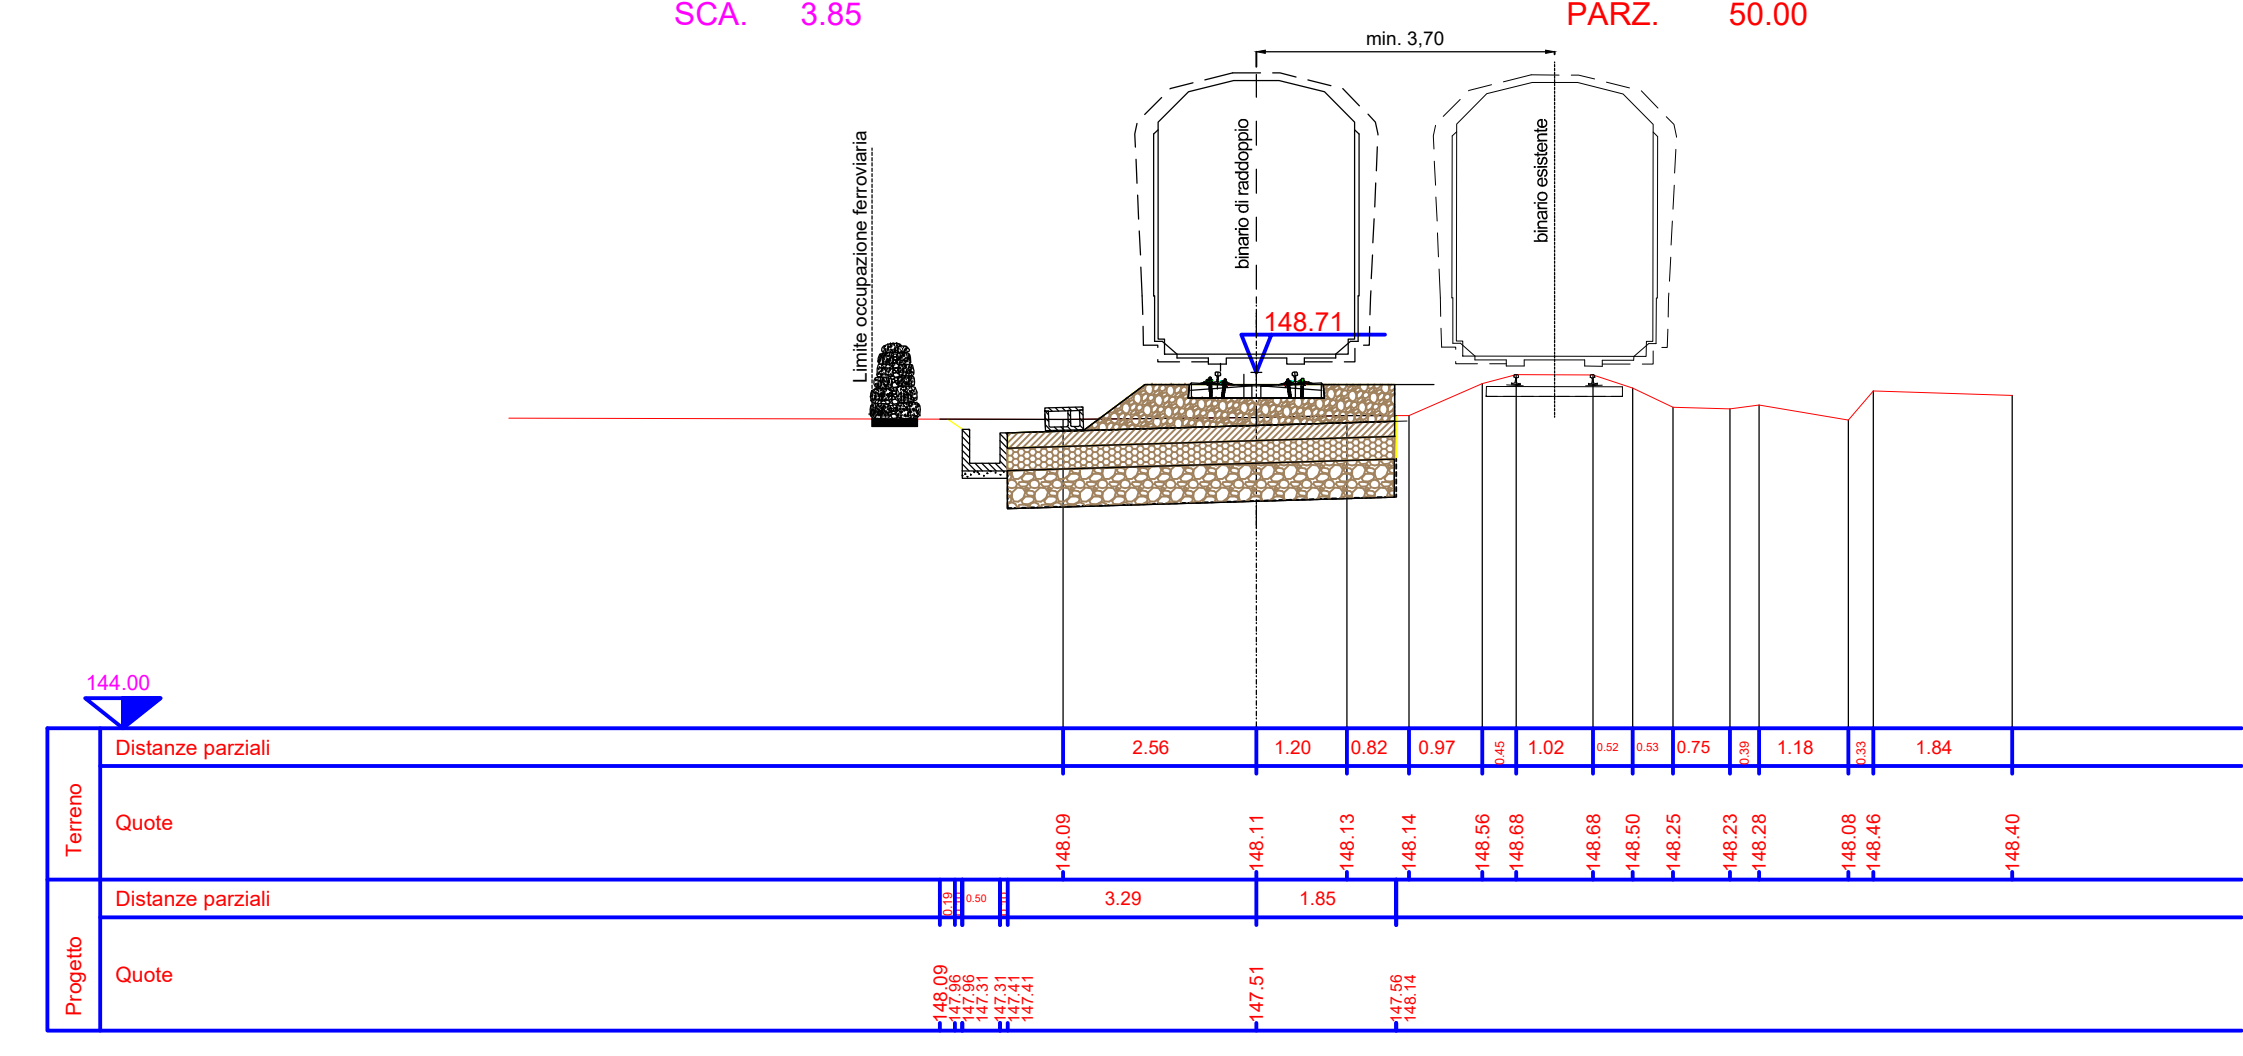 SCA. 3.85 PARZ. 50.00
min. 3,70
Limite occupazione ferroviaria
binario di raddoppio
binario esistente
148.71
144.00
Terreno
Distanze parziali 2.56 1.20 0.82 0.97 0.45 1.02 0.52 0.53 0.75 0.39 1.18 0.33 1.84
Quote 148.09 148.11 148.13 148.14 148.56 148.68 148.68 148.50 148.25 148.23 148.28 148.08 148.46 148.40
Progetto
Distanze parziali 0.19 0.50 3.29 1.85
Quote 148.09 147.96 147.96 147.31 147.31 147.41 147.41 147.51 147.56 148.14